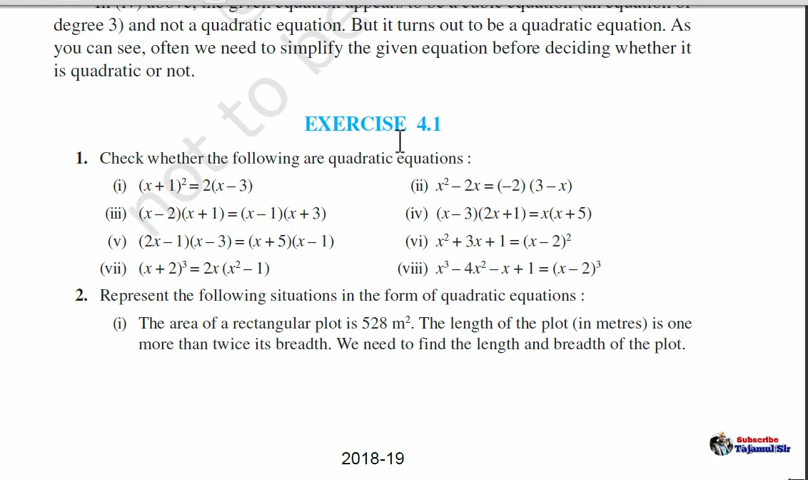 degree 3) and not a quadratic equation. But it turns out to be a quadratic equation. As
you can see, often we need to simplify the given equation before deciding whether it
is quadratic or not.
EXERCISE 4.1
1. Check whether the following are quadratic equations :
(i) (x + 1)² = 2(x – 3) (ii) x² – 2x = (–2) (3 – x)
(iii) (x – 2)(x + 1) = (x – 1)(x + 3) (iv) (x – 3)(2x +1) = x(x + 5)
(v) (2x – 1)(x – 3) = (x + 5)(x – 1) (vi) x² + 3x + 1 = (x – 2)²
(vii) (x + 2)³ = 2x (x² – 1) (viii) x³ – 4x² – x + 1 = (x – 2)³
2. Represent the following situations in the form of quadratic equations :
(i) The area of a rectangular plot is 528 m². The length of the plot (in metres) is one
more than twice its breadth. We need to find the length and breadth of the plot.
2018-19
Subscribe
Tajamul Sir
not to be